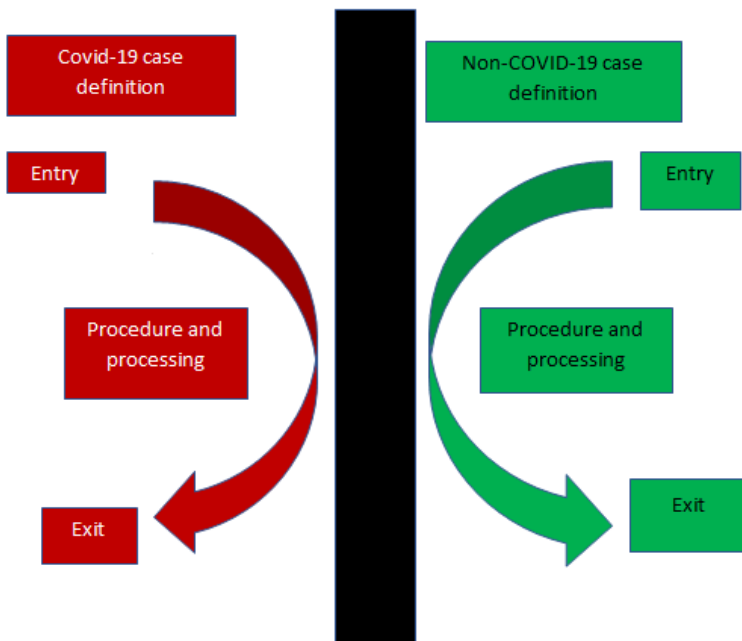 Covid-19 case
definition
Entry
Procedure and
processing
Exit
Non-COVID-19 case
definition
Entry
Procedure and
processing
Exit